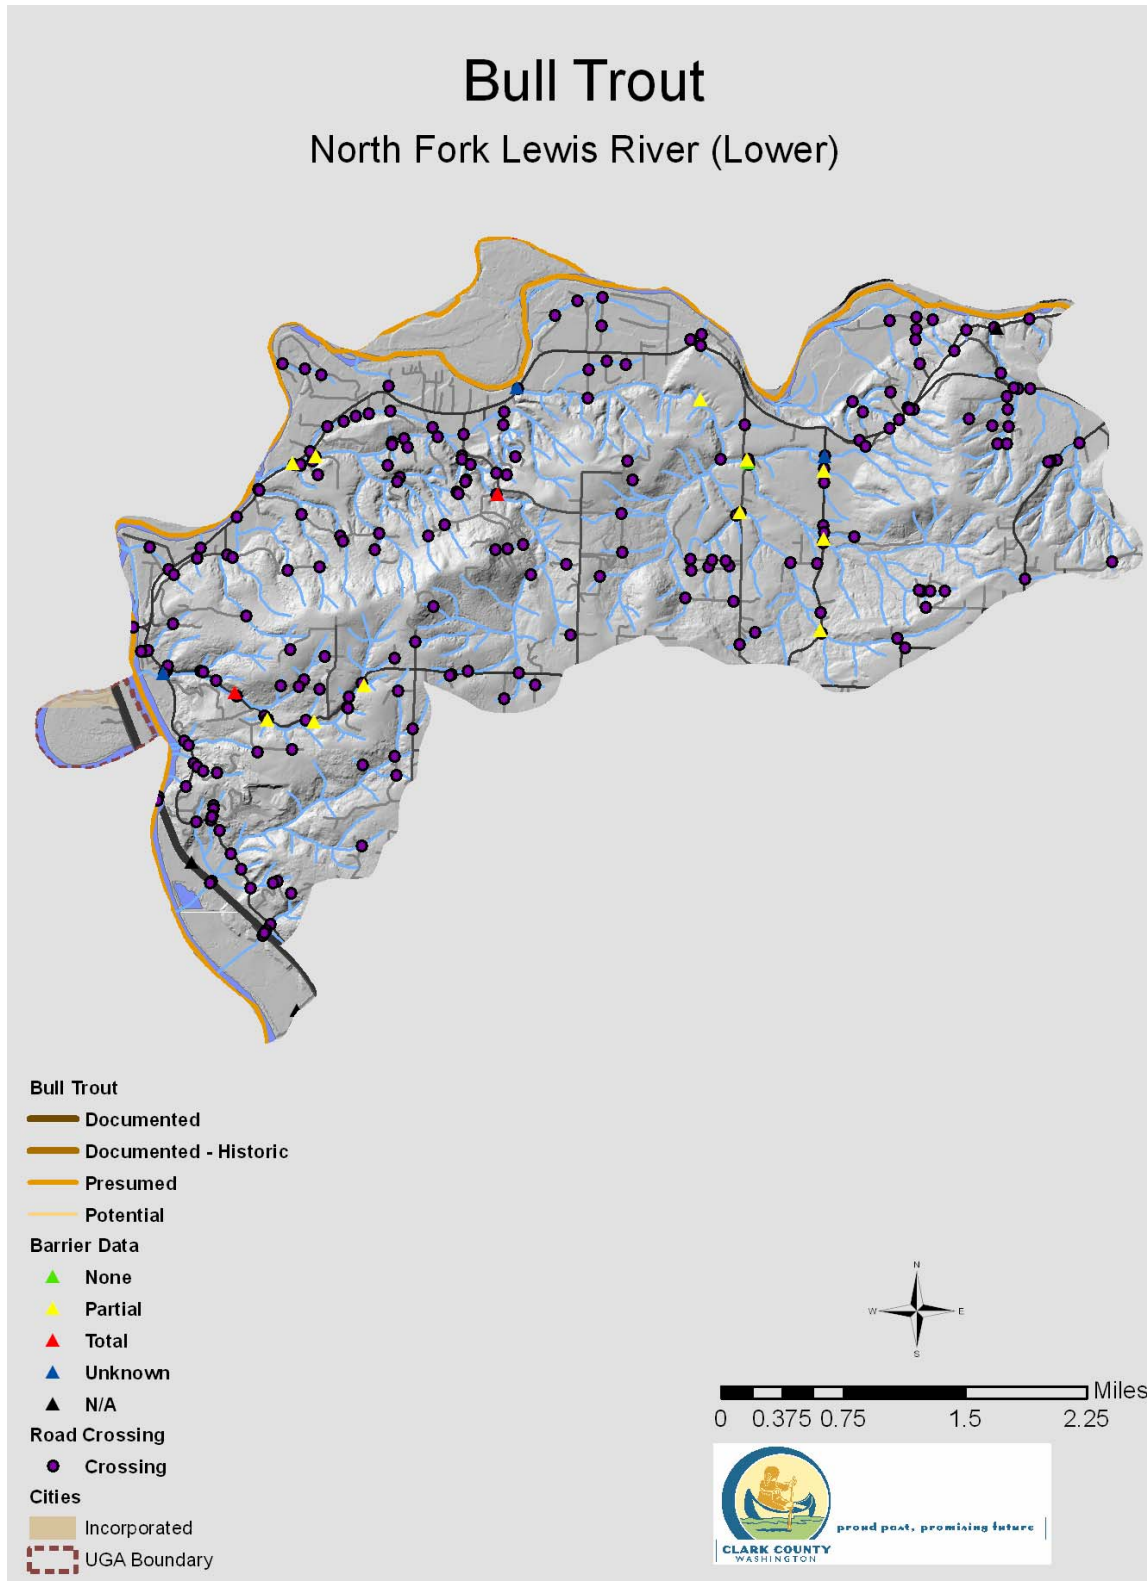 Bull Trout
North Fork Lewis River (Lower)
Bull Trout
Documented
Documented - Historic
Presumed
Potential
Barrier Data
None
Partial
Total
Unknown
N/A
Road Crossing
Crossing
Cities
Incorporated
UGA Boundary
N
W E
S
Miles
0 0.375 0.75 1.5 2.25
proud past, promising future
CLARK COUNTY
WASHINGTON